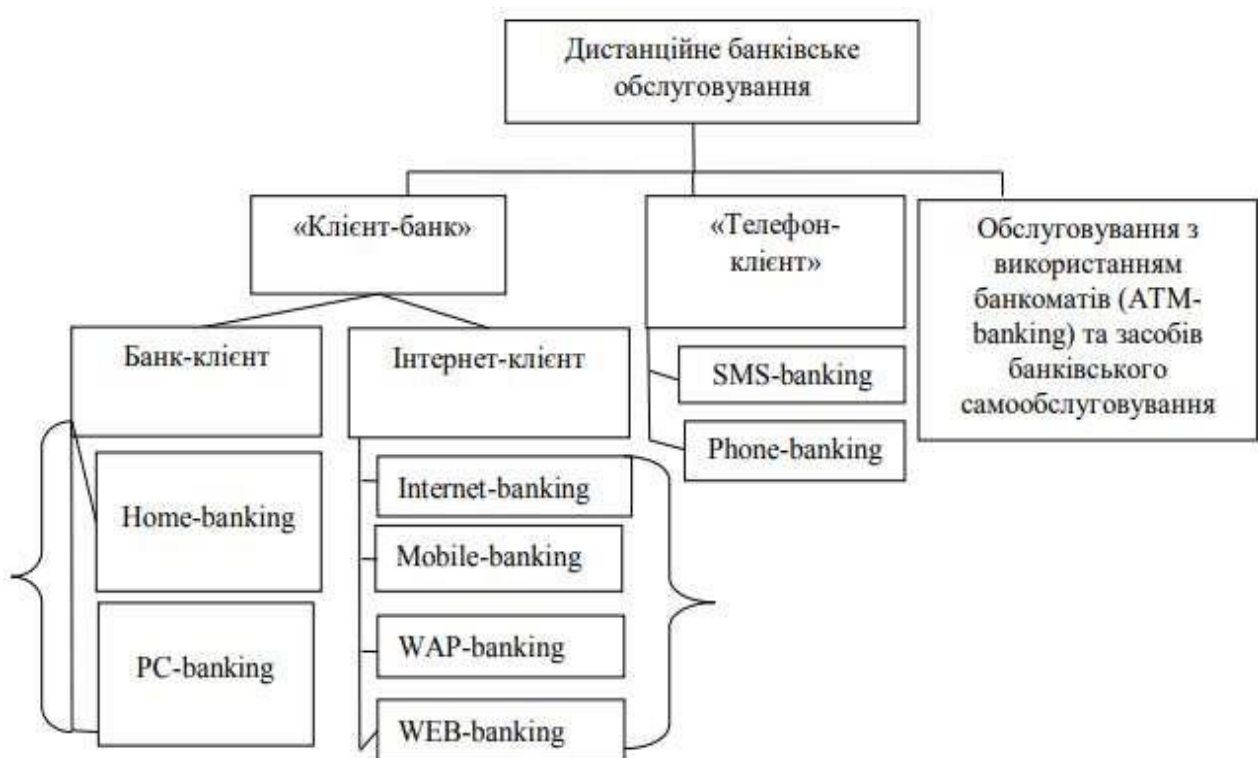 Дистанційне банківське
обслуговування
«Клієнт-банк»
«Телефон-
клієнт»
Обслуговування з
використанням
банкоматів (ATM-
banking) та засобів
банківського
самообслуговування
Банк-клієнт
Інтернет-клієнт
SMS-banking
Phone-banking
Home-banking
PC-banking
Internet-banking
Mobile-banking
WAP-banking
WEB-banking